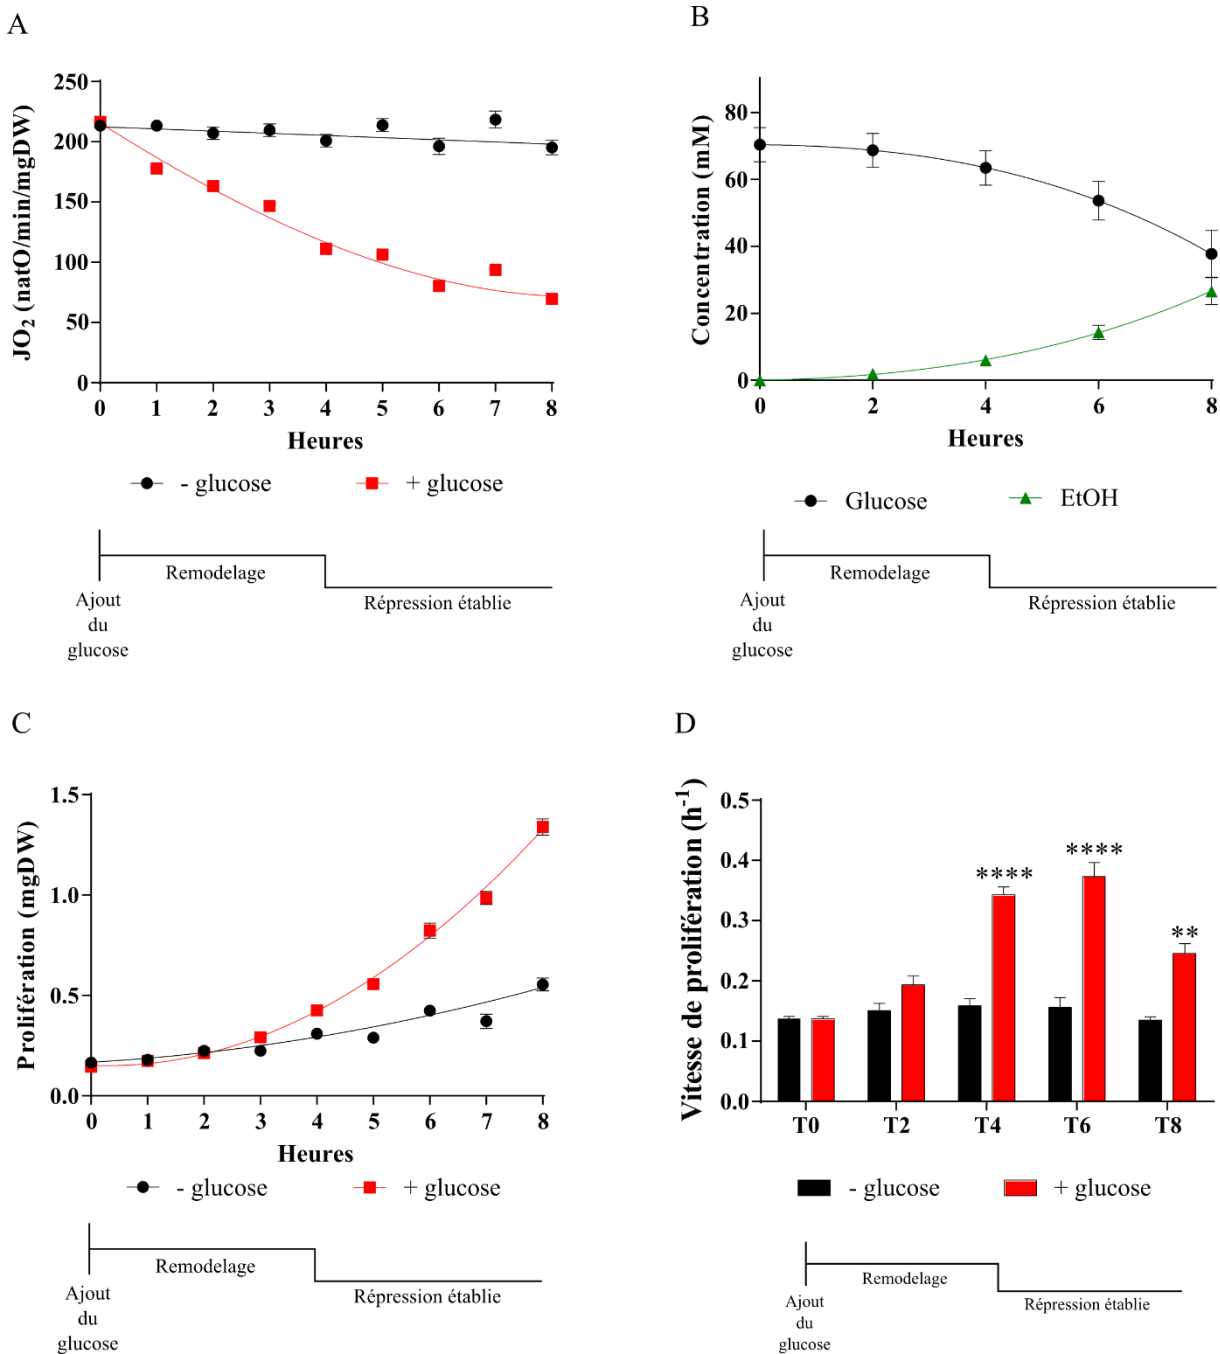 A
JO₂ (natO/min/mgDW)
250
200
150
100
50
0
0 1 2 3 4 5 6 7 8
Heures
- glucose + glucose
Remodelage
Répression établie
Ajout
du
glucose
B
Concentration (mM)
80
60
40
20
0
0 2 4 6 8
Heures
Glucose EtOH
Remodelage
Répression établie
Ajout
du
glucose
C
Prolifération (mgDW)
1.5
1.0
0.5
0.0
0 1 2 3 4 5 6 7 8
Heures
- glucose + glucose
Remodelage
Répression établie
Ajout
du
glucose
D
Vitesse de prolifération (h⁻¹)
0.5
0.4
0.3
0.2
0.1
0.0
**** **** **
T0 T2 T4 T6 T8
- glucose + glucose
Remodelage
Répression établie
Ajout
du
glucose